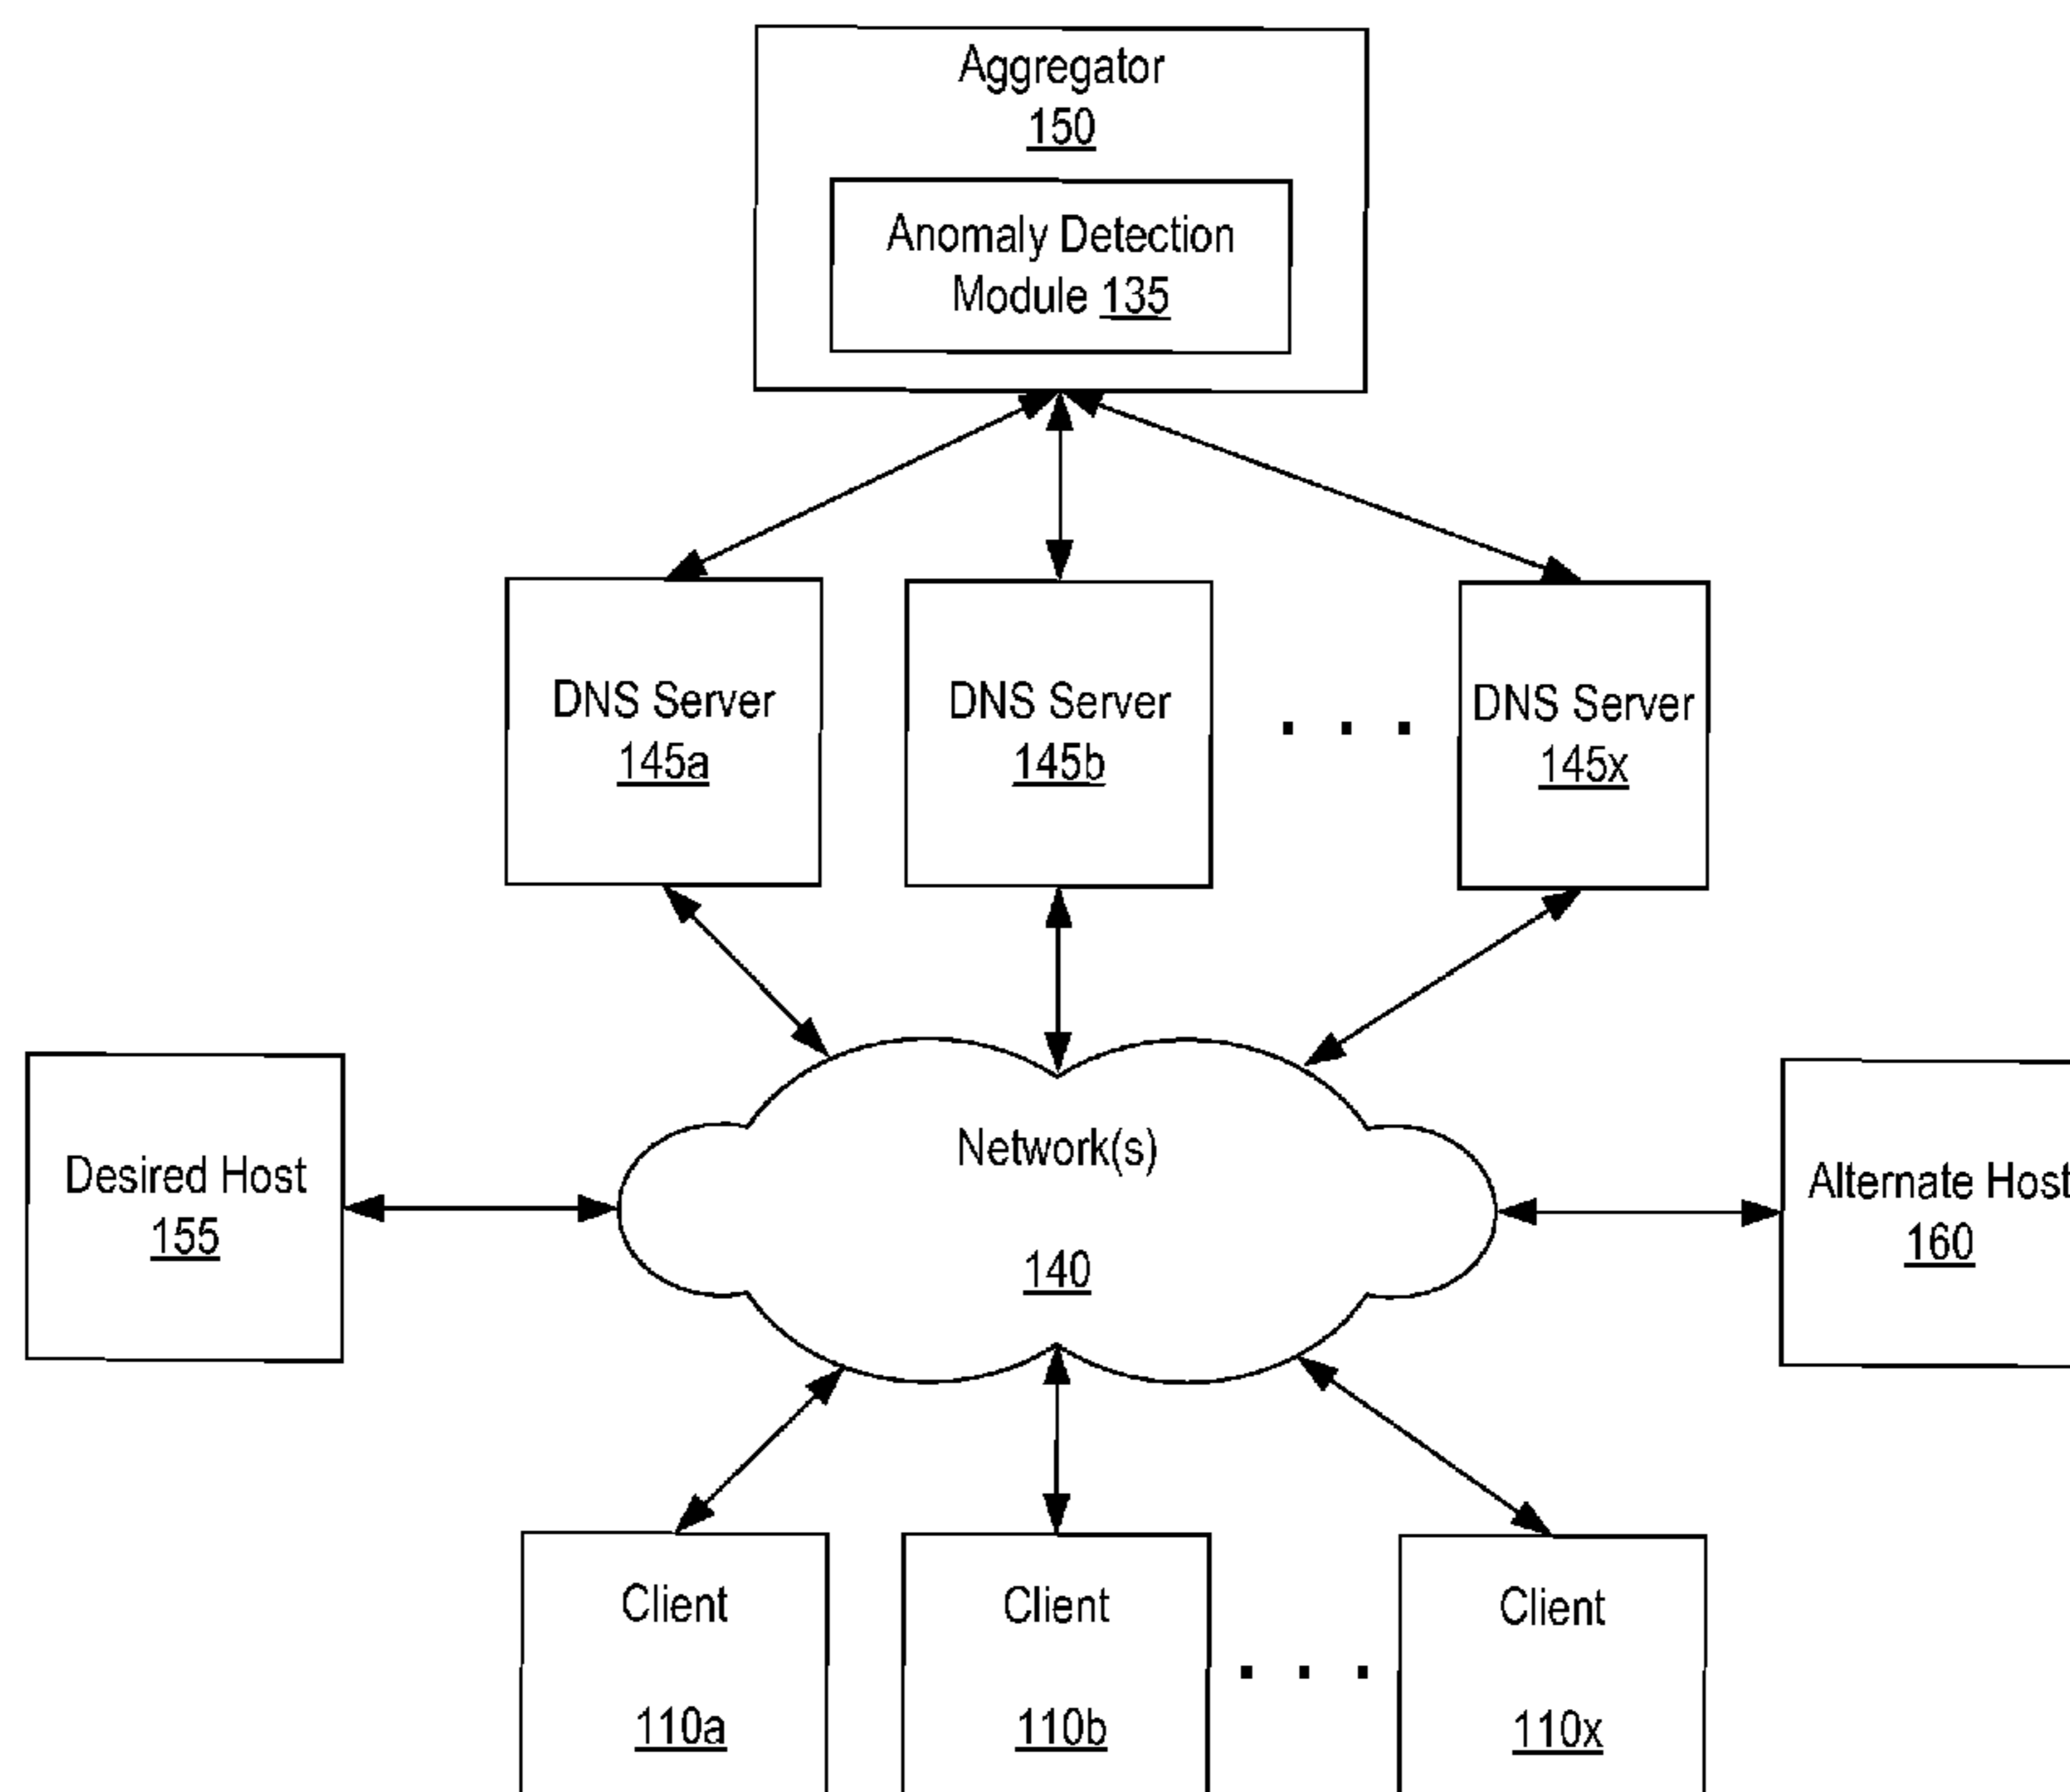 Aggregator
150
Anomaly Detection
Module 135
DNS Server
145a
DNS Server
145b
. . .
DNS Server
145x
Desired Host
155
Network(s)
140
Alternate Host
160
Client
110a
Client
110b
. . .
Client
110x